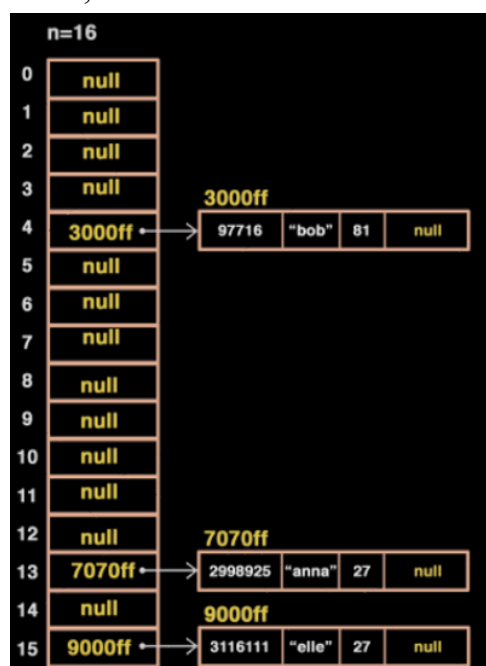 n=16
0 null
1 null
2 null
3 null
3000ff
4 3000ff 97716 "bob" 81 null
5 null
6 null
7 null
8 null
9 null
10 null
11 null
12 null
7070ff
13 7070ff 2998925 "anna" 27 null
14 null
9000ff
15 9000ff 3116111 "elle" 27 null